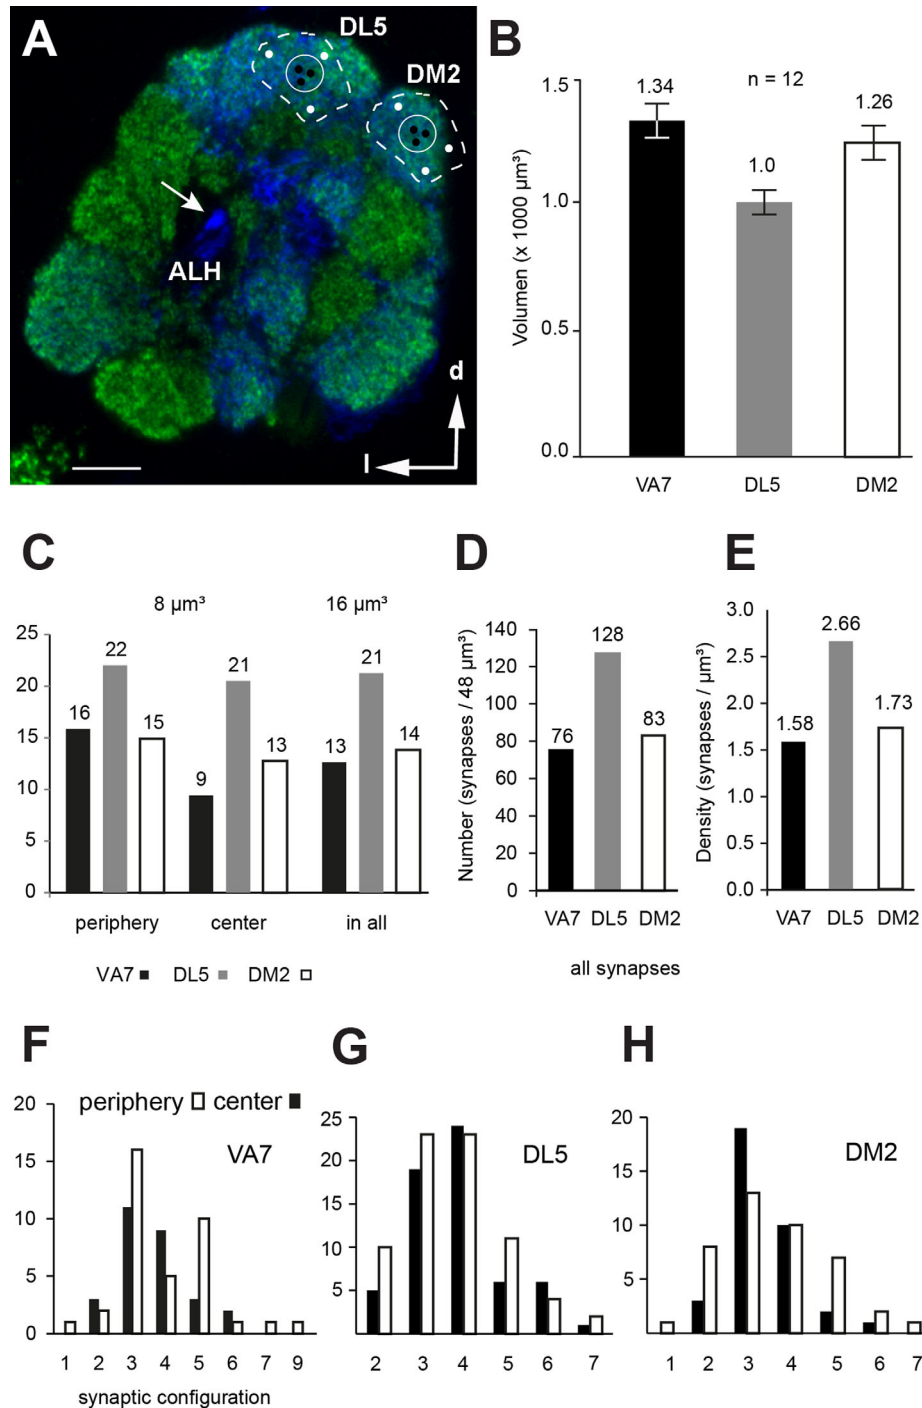 A
DL5
DM2
ALH
d
l
B
n = 12
1.34
1.0
1.26
Volumen (x 1000 µm³)
1.5
1.0
0.5
0.0
VA7 DL5 DM2
C
8 µm³ 16 µm³
25
20
15
10
5
0
16 22 15 9 21 13 13 21 14
periphery center in all
VA7 DL5 DM2
D
Number (synapses / 48 µm³)
140
120
100
80
60
40
20
0
76 128 83
VA7 DL5 DM2
E
Density (synapses / µm³)
3.0
2.5
2.0
1.5
1.0
0.5
0.0
1.58 2.66 1.73
VA7 DL5 DM2
all synapses
F
periphery center
VA7
20
15
10
5
0
1 2 3 4 5 6 7 9
synaptic configuration
G
DL5
25
20
15
10
5
2 3 4 5 6 7
H
DM2
20
15
10
5
0
1 2 3 4 5 6 7